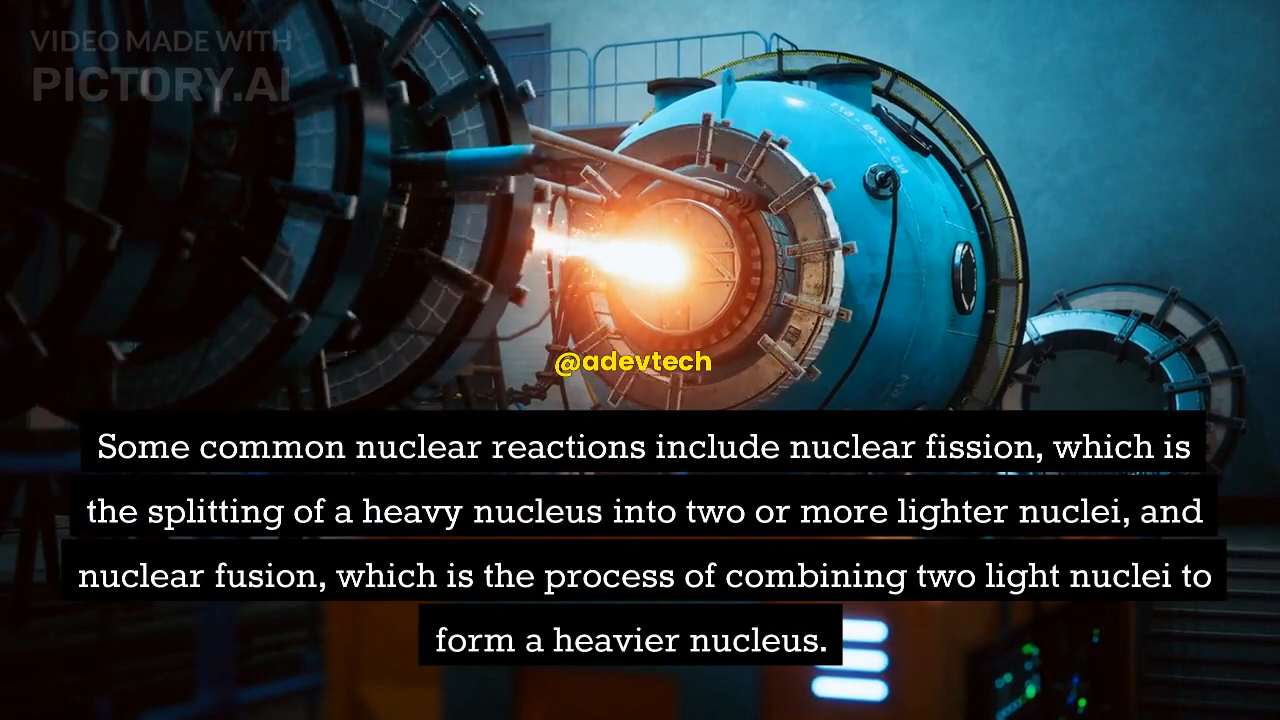 VIDEO MADE WITH
PICTORY.AI
@adevtech
Some common nuclear reactions include nuclear fission, which is
the splitting of a heavy nucleus into two or more lighter nuclei, and
nuclear fusion, which is the process of combining two light nuclei to
form a heavier nucleus.